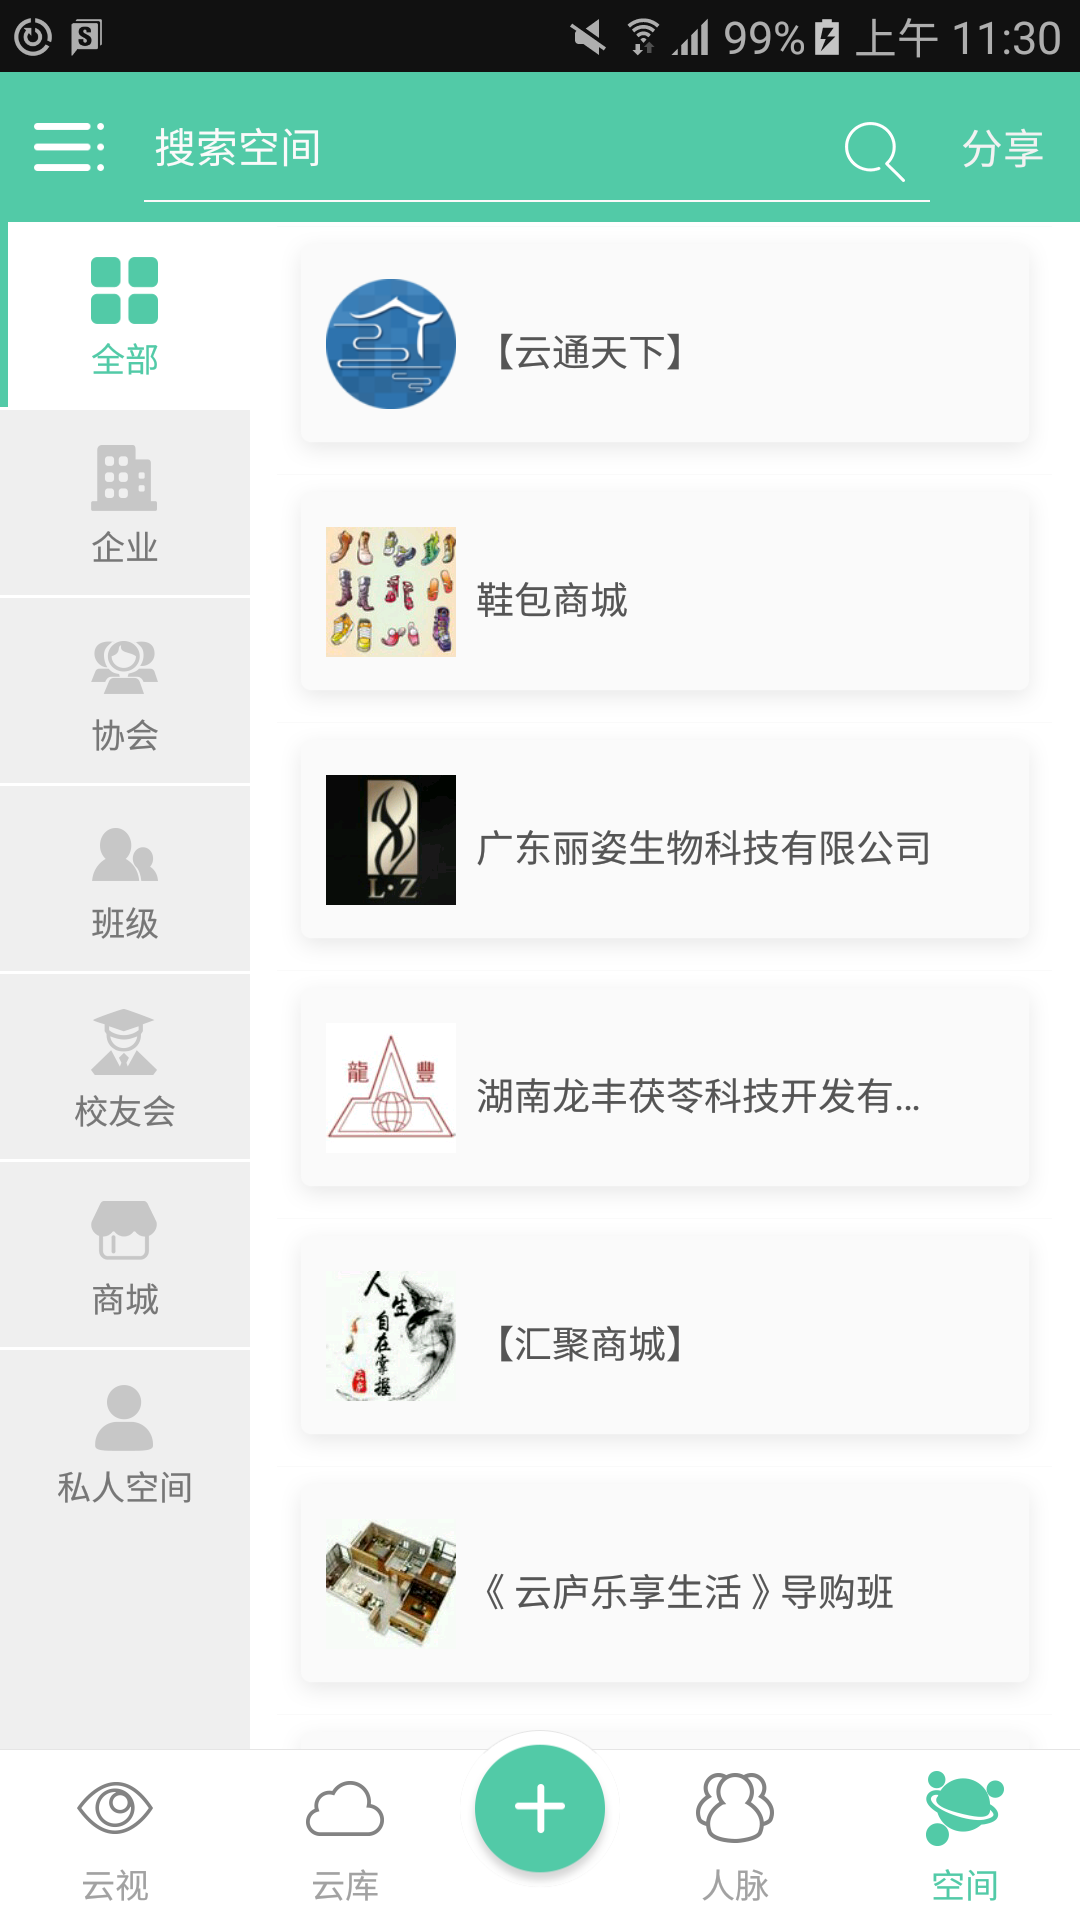 99% 上午 11:30
搜索空间 分享
全部
企业
协会
班级
校友会
商城
私人空间
【云通天下】
鞋包商城
L·Z
广东丽姿生物科技有限公司
龍 豐
湖南龙丰茯苓科技开发有...
人生
自在掌握
【汇聚商城】
《云庐乐享生活》导购班
云视 云库 人脉 空间